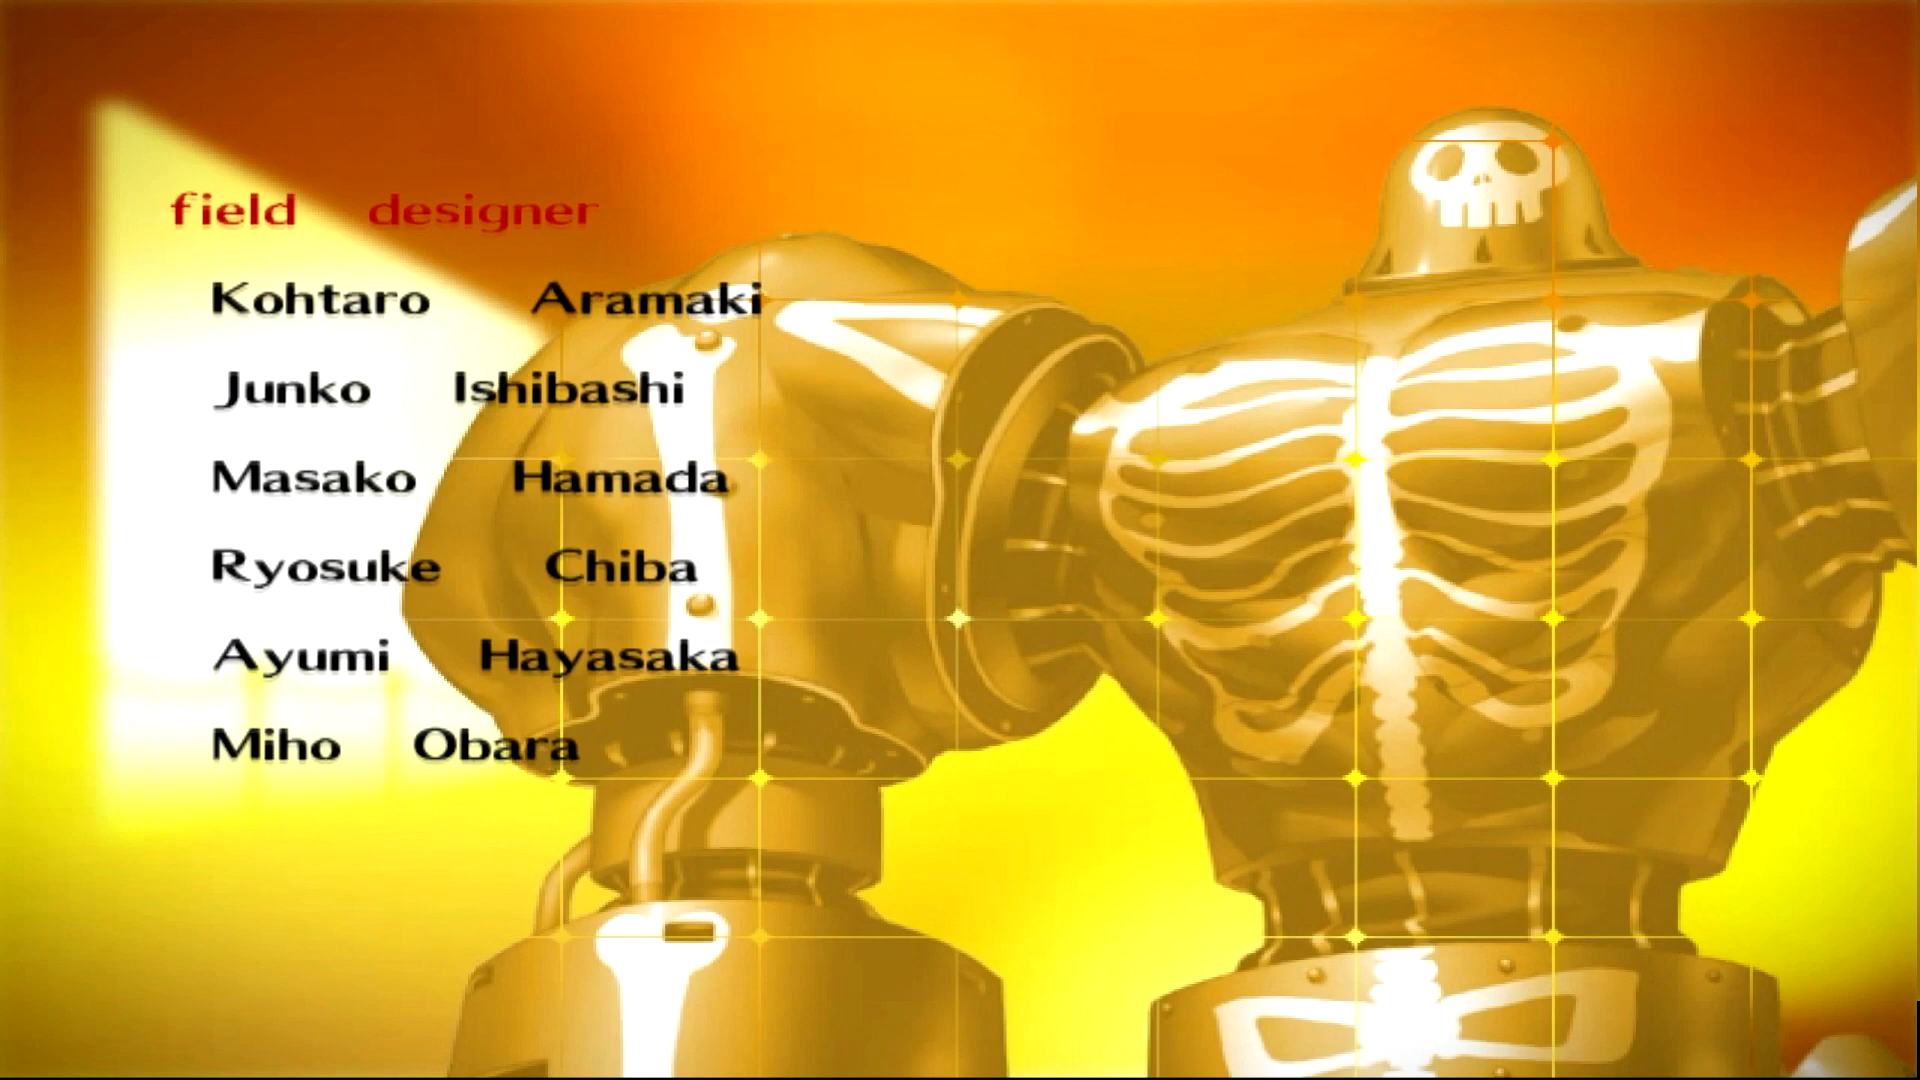 field designer
Kohtaro Aramaki
Junko Ishibashi
Masako Hamada
Ryosuke Chiba
Ayumi Hayasaka
Miho Obara